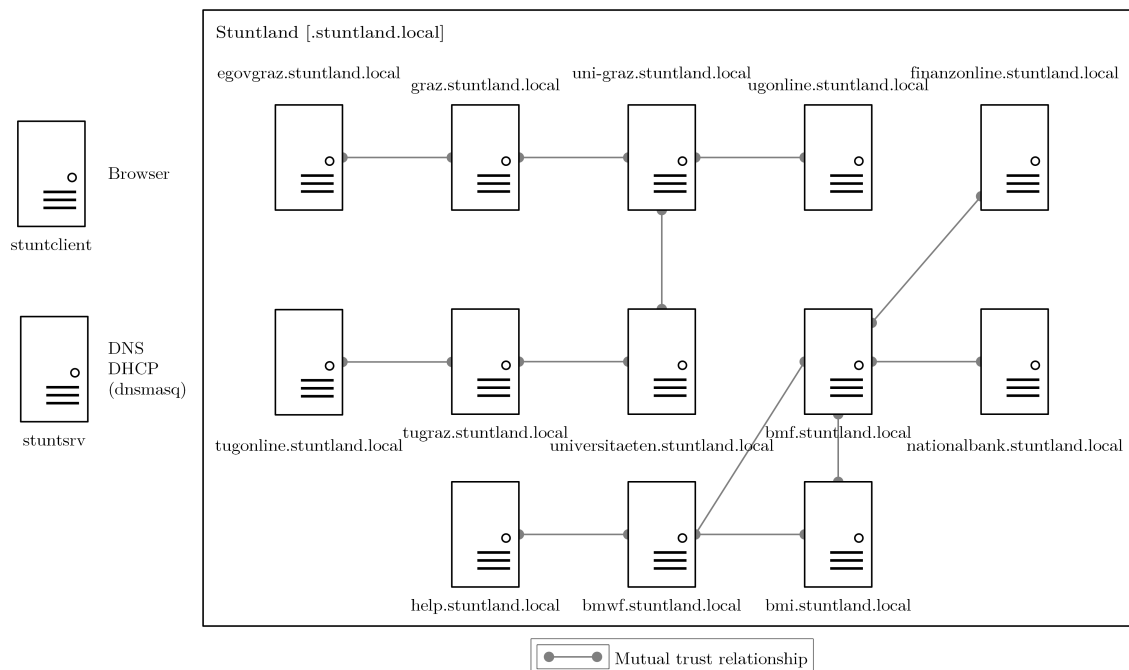 Stuntland [.stuntland.local]
egovgraz.stuntland.local
graz.stuntland.local
uni-graz.stuntland.local
ugonline.stuntland.local
finanzonline.stuntland.local
Browser
stuntclient
DNS
DHCP
(dnsmasq)
stuntsrv
tugonline.stuntland.local
tugraz.stuntland.local
universitaeten.stuntland.local
bmf.stuntland.local
nationalbank.stuntland.local
help.stuntland.local
bmwf.stuntland.local
bmi.stuntland.local
Mutual trust relationship